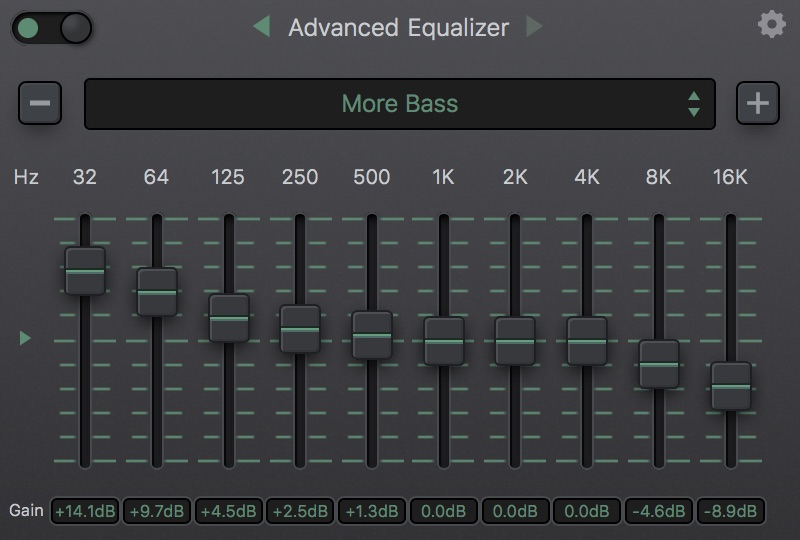 Advanced Equalizer
More Bass
Hz 32 64 125 250 500 1K 2K 4K 8K 16K
Gain +14.1dB +9.7dB +4.5dB +2.5dB +1.3dB 0.0dB 0.0dB 0.0dB -4.6dB -8.9dB